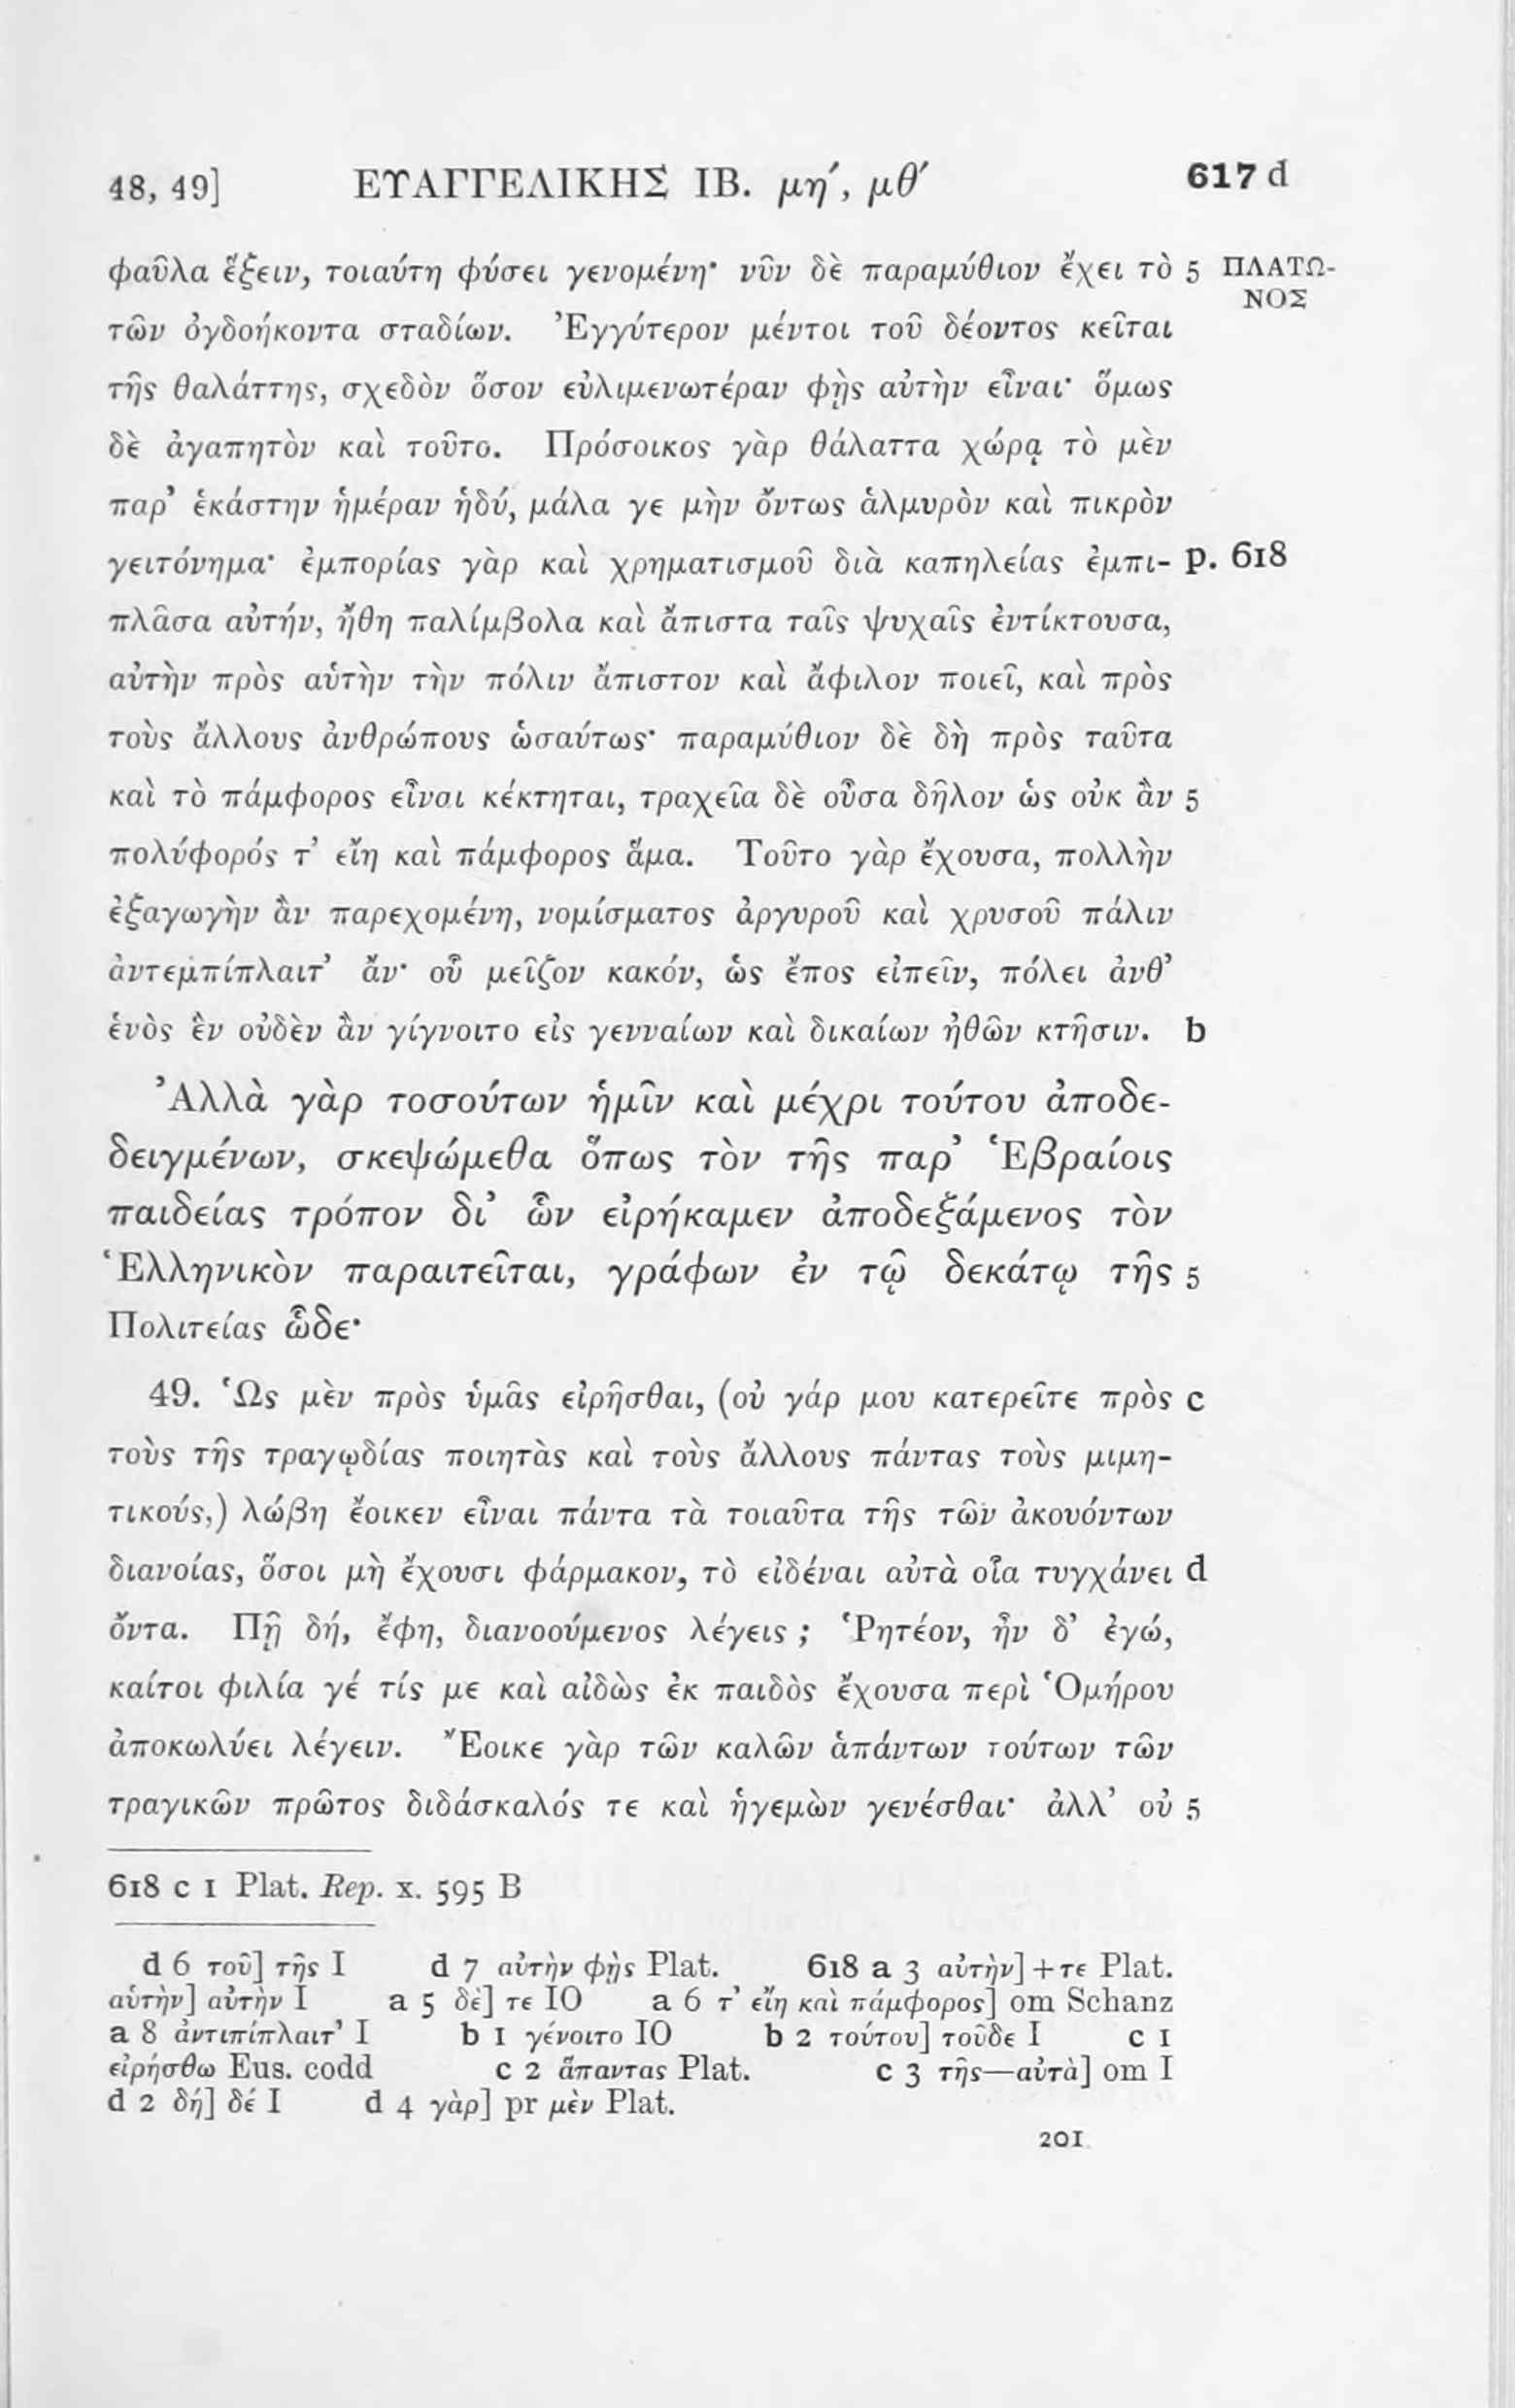 48, 49] ΕΥΑΓΓΕΛΙΚΗΣ ΙΒ. μη´, μθ´ 617 d
φαῦλα ἕξειν, τοιαύτη φύσει γενομένη· νῦν δὲ παραμύθιον ἔχει τὸ 5 ΠΛΑΤΩ-
ΝΟΣ
τῶν ὀγδοήκοντα σταδίων. Ἐγγύτερον μέντοι τοῦ δέοντος κεῖται
τῆς θαλάττης, σχεδὸν ὅσον εὐλιμενωτέραν φῂς αὐτὴν εἶναι· ὅμως
δὲ ἀγαπητὸν καὶ τοῦτο. Πρόσοικος γὰρ θάλαττα χώρᾳ τὸ μὲν
παρ’ ἑκάστην ἡμέραν ἡδύ, μάλα γε μὴν ὄντως ἁλμυρὸν καὶ πικρὸν
γειτόνημα· ἐμπορίας γὰρ καὶ χρηματισμοῦ διὰ καπηλείας ἐμπι- p. 618
πλᾶσα αὐτήν, ἤθη παλίμβολα καὶ ἄπιστα ταῖς ψυχαῖς ἐντίκτουσα,
αὐτὴν πρὸς αὑτὴν τὴν πόλιν ἄπιστον καὶ ἄφιλον ποιεῖ, καὶ πρὸς
τοὺς ἄλλους ἀνθρώπους ὡσαύτως· παραμύθιον δὲ δὴ πρὸς ταῦτα
καὶ τὸ πάμφορος εἶναι κέκτηται, τραχεῖα δὲ οὖσα δῆλον ὡς οὐκ ἂν 5
πολύφορός τ’ εἴη καὶ πάμφορος ἅμα. Τοῦτο γὰρ ἔχουσα, πολλὴν
ἐξαγωγὴν ἂν παρεχομένη, νομίσματος ἀργυροῦ καὶ χρυσοῦ πάλιν
ἀντεμπίπλαιτ’ ἄν· οὗ μεῖζον κακόν, ὡς ἔπος εἰπεῖν, πόλει ἀνθ’
ἑνὸς ἓν οὐδὲν ἂν γίγνοιτο εἰς γενναίων καὶ δικαίων ἠθῶν κτῆσιν. b
Ἀλλὰ γὰρ τοσούτων ἡμῖν καὶ μέχρι τούτου ἀποδε-
δειγμένων, σκεψώμεθα ὅπως τὸν τῆς παρ’ Ἑβραίοις
παιδείας τρόπον δι’ ὧν εἰρήκαμεν ἀποδεξάμενος τὸν
Ἑλληνικὸν παραιτεῖται, γράφων ἐν τῷ δεκάτῳ τῆς 5
Πολιτείας ὧδε·
49. Ὡς μὲν πρὸς ὑμᾶς εἰρῆσθαι, (οὐ γάρ μου κατερεῖτε πρὸς c
τοὺς τῆς τραγῳδίας ποιητὰς καὶ τοὺς ἄλλους πάντας τοὺς μιμη-
τικούς,) λώβη ἔοικεν εἶναι πάντα τὰ τοιαῦτα τῆς τῶν ἀκουόντων
διανοίας, ὅσοι μὴ ἔχουσι φάρμακον, τὸ εἰδέναι αὐτὰ οἷα τυγχάνει d
ὄντα. Πῇ δή, ἔφη, διανοούμενος λέγεις ; Ῥητέον, ἦν δ’ ἐγώ,
καίτοι φιλία γέ τίς με καὶ αἰδὼς ἐκ παιδὸς ἔχουσα περὶ Ὁμήρου
ἀποκωλύει λέγειν. Ἔοικε γὰρ τῶν καλῶν ἁπάντων τούτων τῶν
τραγικῶν πρῶτος διδάσκαλός τε καὶ ἡγεμὼν γενέσθαι· ἀλλ’ οὐ 5
618 c 1 Plat. Rep. x. 595 B
d 6 τοῦ] τῆς I d 7 αὐτὴν φῂς Plat. 618 a 3 αὐτὴν] + τε Plat.
αὑτὴν] αὐτὴν I a 5 δὲ] τε IO a 6 τ’ εἴη καὶ πάμφορος] om Schanz
a 8 ἀντιπίπλαιτ’ I b 1 γένοιτο IO b 2 τούτου] τοῦδε I c 1
εἰρήσθω Eus. codd c 2 ἅπαντας Plat. c 3 τῆς—αὐτὰ] om I
d 2 δή] δέ I d 4 γὰρ] pr μὲν Plat.
201